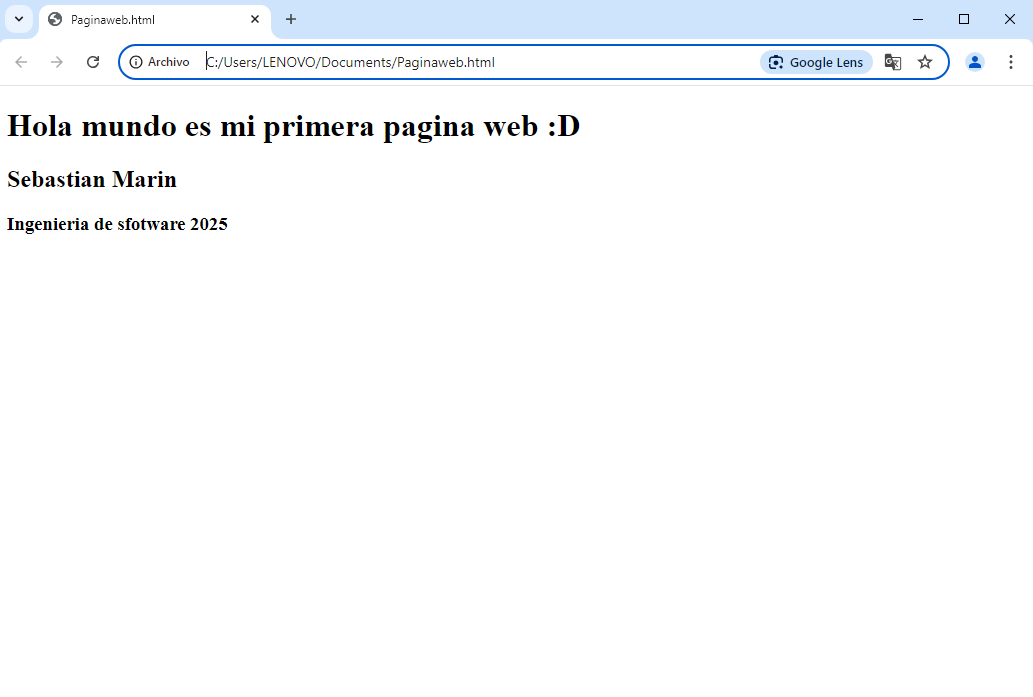 Paginaweb.html
Archivo
C:/Users/LENOVO/Documents/Paginaweb.html
Google Lens
Hola mundo es mi primera pagina web :D
Sebastian Marin
Ingenieria de sfotware 2025